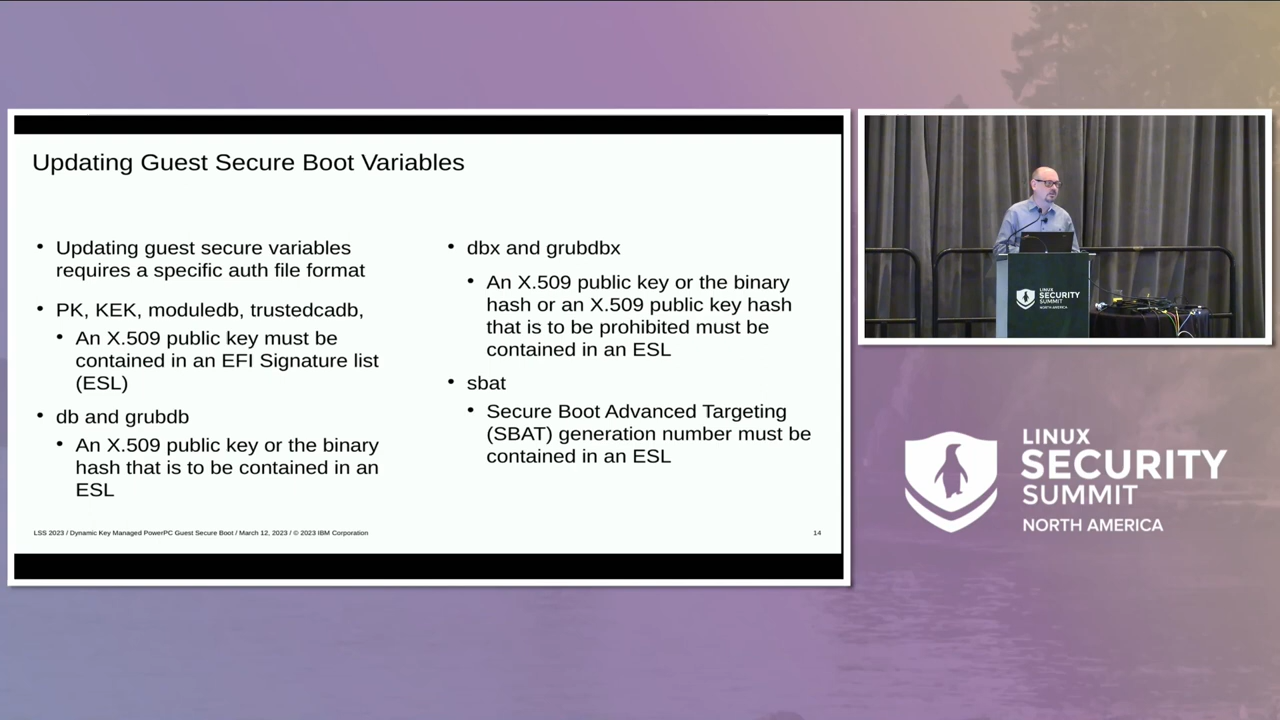 Updating Guest Secure Boot Variables
• Updating guest secure variables
requires a specific auth file format
• PK, KEK, moduledb, trustedcadb,
• An X.509 public key must be
contained in an EFI Signature list
(ESL)
• db and grubdb
• An X.509 public key or the binary
hash that is to be contained in an
ESL
• dbx and grubdbx
• An X.509 public key or the binary
hash or an X.509 public key hash
that is to be prohibited must be
contained in an ESL
• sbat
• Secure Boot Advanced Targeting
(SBAT) generation number must be
contained in an ESL
LSS 2023 / Dynamic Key Managed PowerPC Guest Secure Boot / March 12, 2023 / © 2023 IBM Corporation
14
LINUX
SECURITY
SUMMIT
NORTH AMERICA
LINUX
SECURITY
SUMMIT
NORTH AMERICA